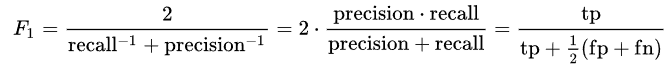 F₁ = 2 / (recall⁻¹ + precision⁻¹) = 2 · (precision · recall) / (precision + recall) = tp / (tp + ½(fp + fn))